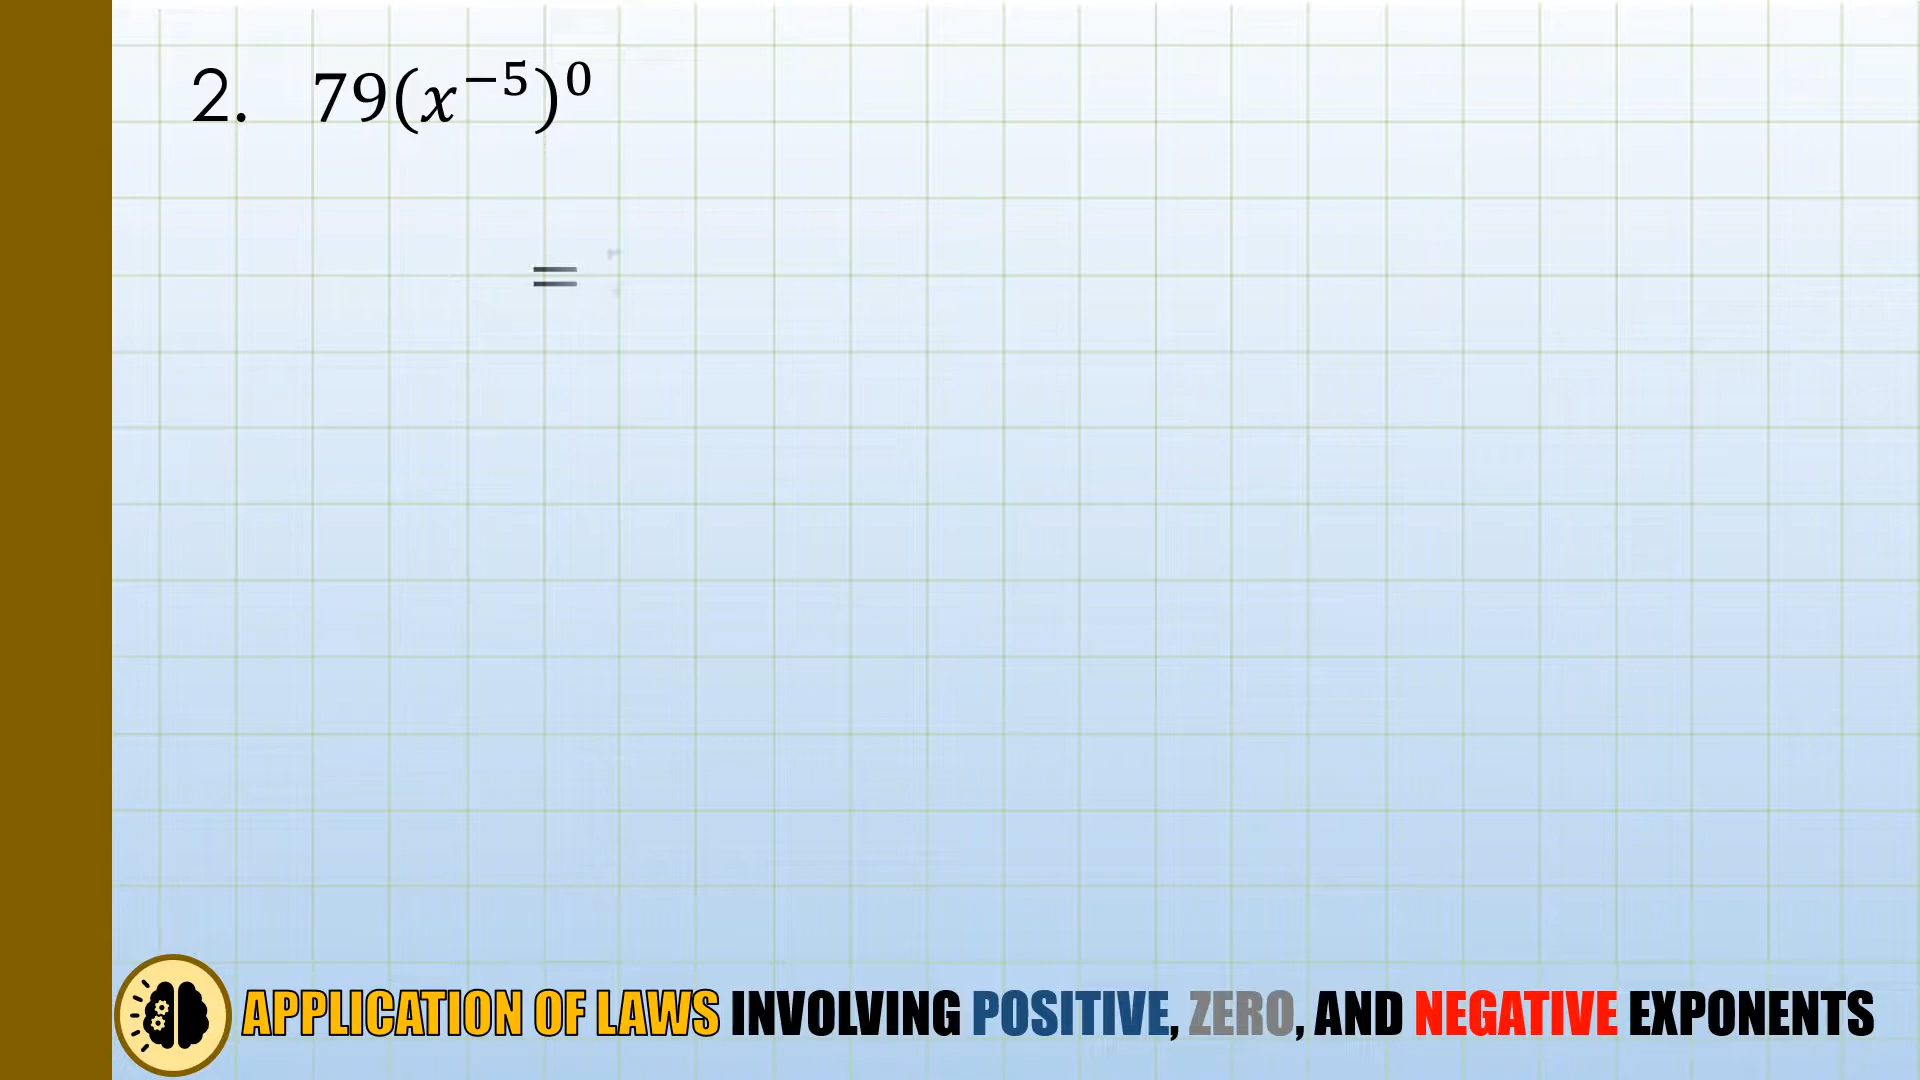 2. 79(x⁻⁵)⁰
=
APPLICATION OF LAWS INVOLVING POSITIVE, ZERO, AND NEGATIVE EXPONENTS